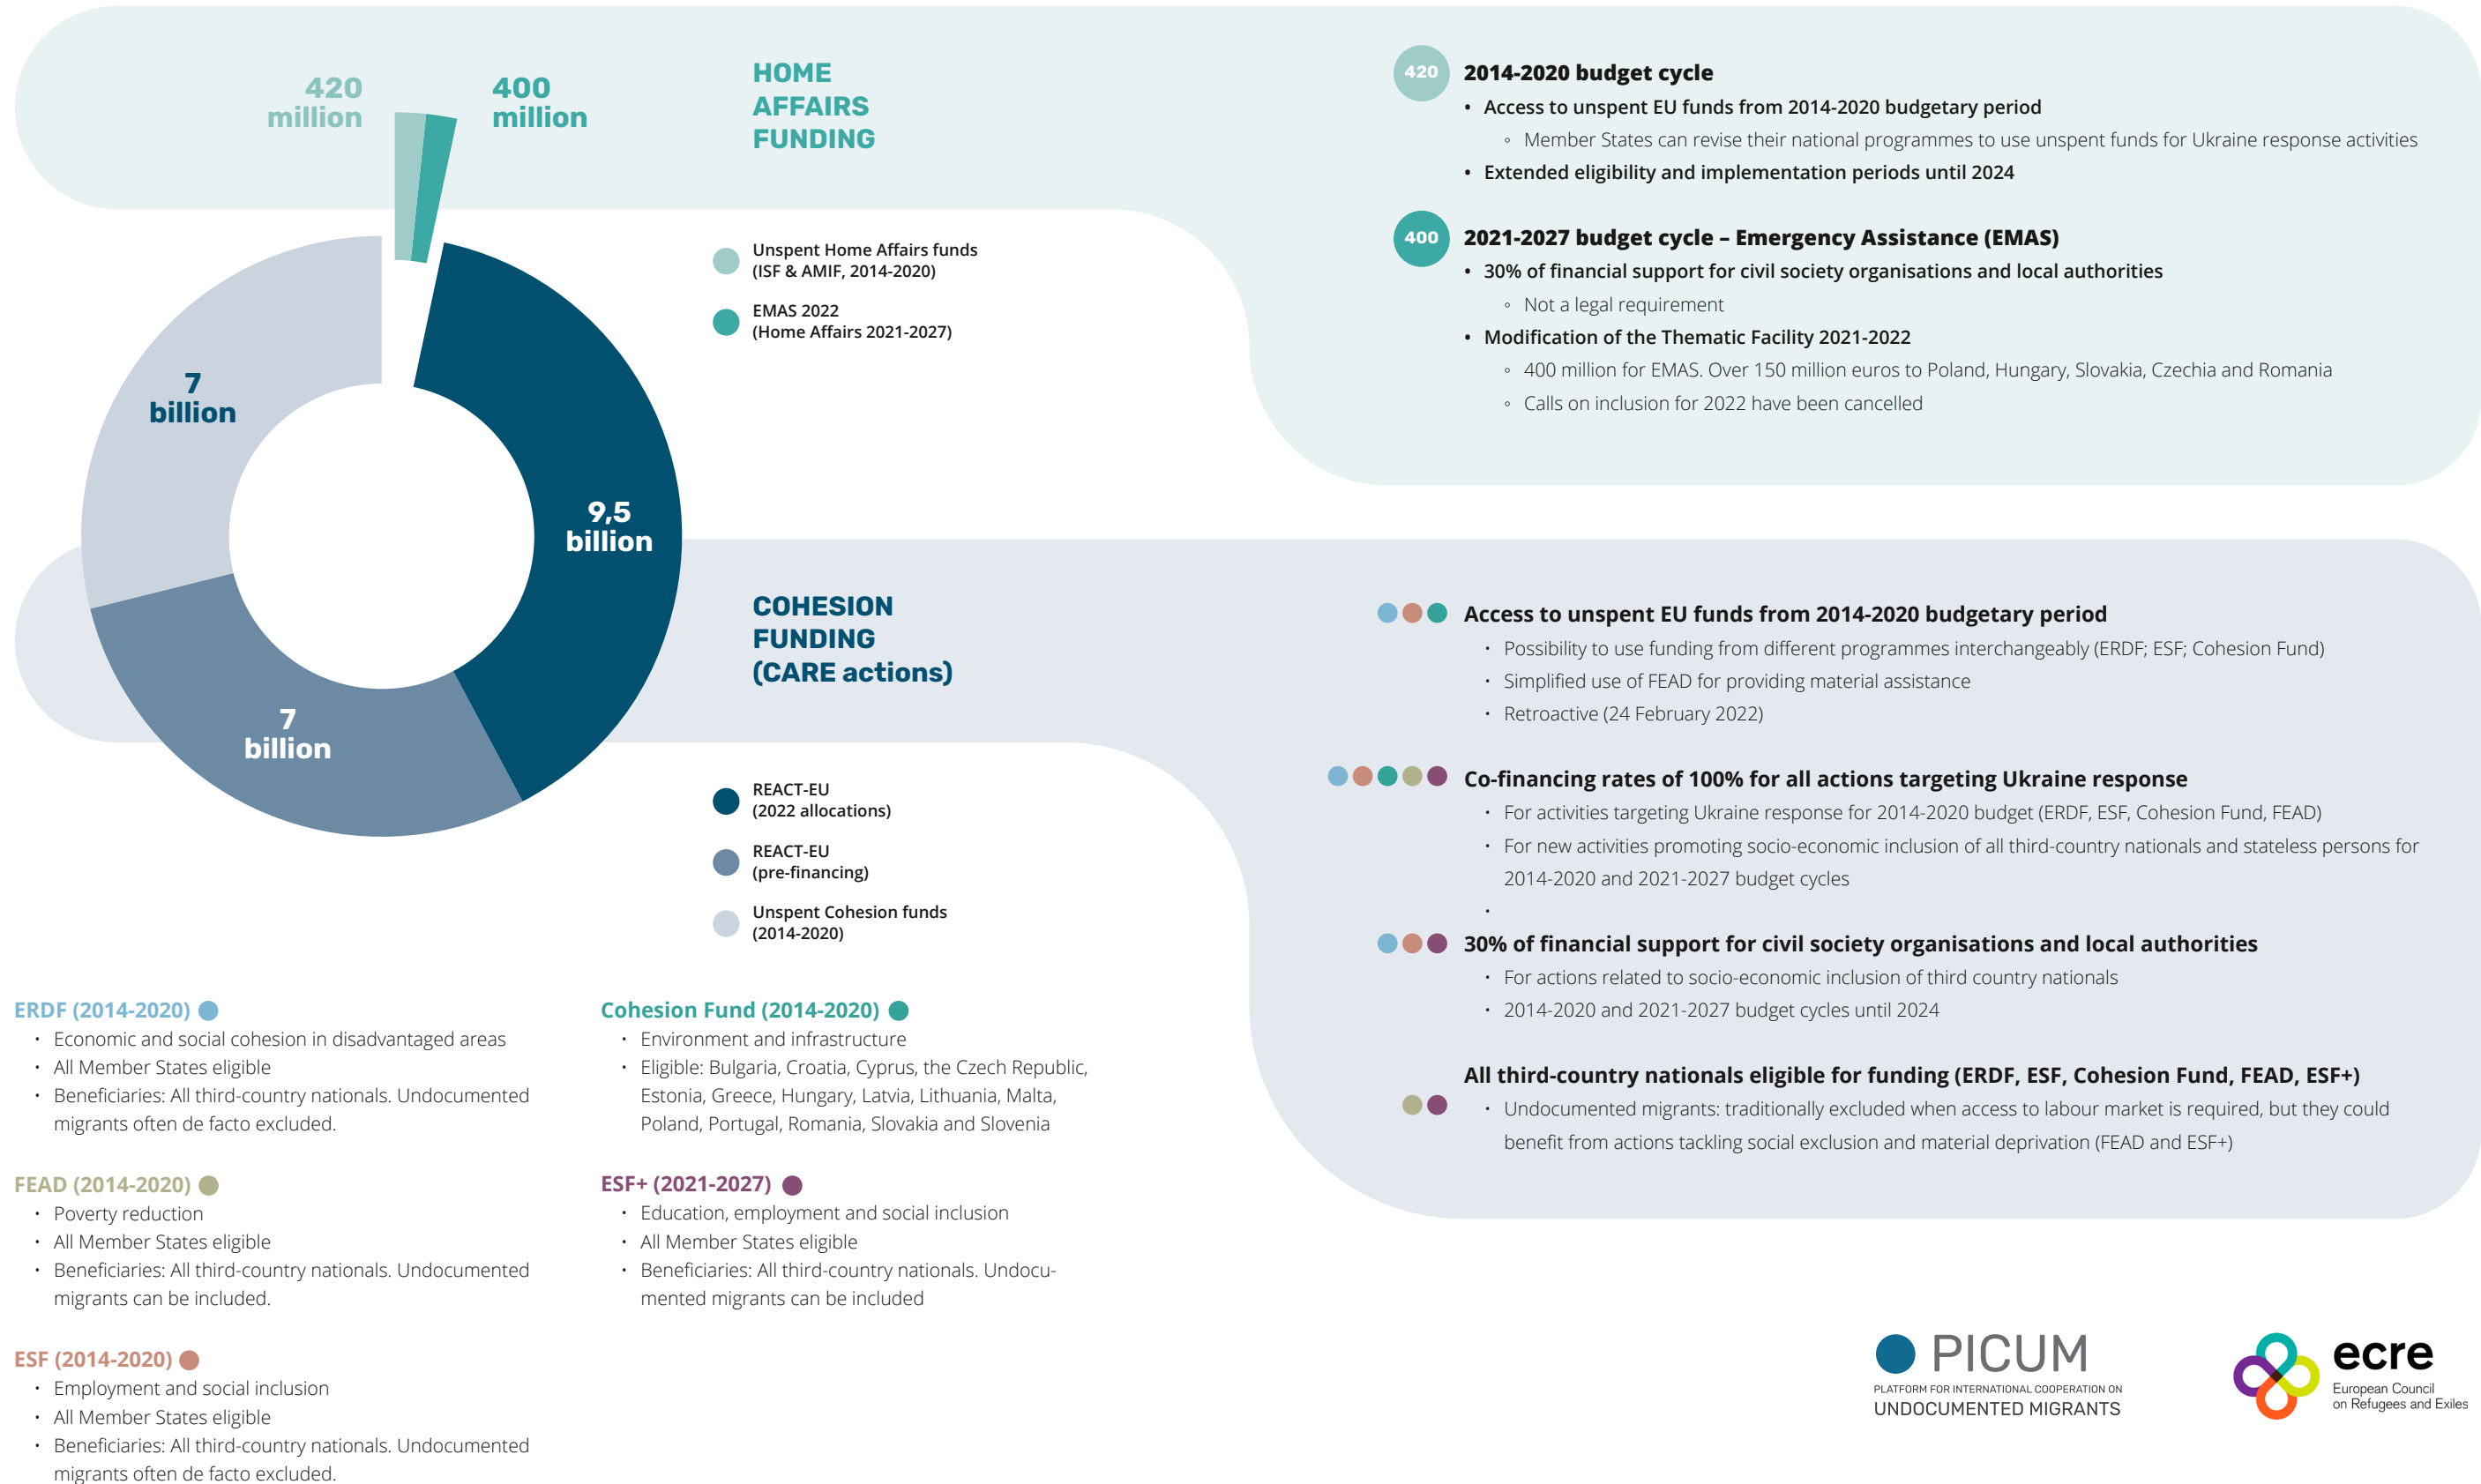 420
million
400
million
HOME
AFFAIRS
FUNDING
Unspent Home Affairs funds
(ISF & AMIF, 2014-2020)
EMAS 2022
(Home Affairs 2021-2027)
7
billion
9,5
billion
7
billion
COHESION
FUNDING
(CARE actions)
REACT-EU
(2022 allocations)
REACT-EU
(pre-financing)
Unspent Cohesion funds
(2014-2020)
420
2014-2020 budget cycle
• Access to unspent EU funds from 2014-2020 budgetary period
◦ Member States can revise their national programmes to use unspent funds for Ukraine response activities
• Extended eligibility and implementation periods until 2024
400
2021-2027 budget cycle – Emergency Assistance (EMAS)
• 30% of financial support for civil society organisations and local authorities
◦ Not a legal requirement
• Modification of the Thematic Facility 2021-2022
◦ 400 million for EMAS. Over 150 million euros to Poland, Hungary, Slovakia, Czechia and Romania
◦ Calls on inclusion for 2022 have been cancelled
Access to unspent EU funds from 2014-2020 budgetary period
• Possibility to use funding from different programmes interchangeably (ERDF; ESF; Cohesion Fund)
• Simplified use of FEAD for providing material assistance
• Retroactive (24 February 2022)
Co-financing rates of 100% for all actions targeting Ukraine response
• For activities targeting Ukraine response for 2014-2020 budget (ERDF, ESF, Cohesion Fund, FEAD)
• For new activities promoting socio-economic inclusion of all third-country nationals and stateless persons for
2014-2020 and 2021-2027 budget cycles
•
30% of financial support for civil society organisations and local authorities
• For actions related to socio-economic inclusion of third country nationals
• 2014-2020 and 2021-2027 budget cycles until 2024
All third-country nationals eligible for funding (ERDF, ESF, Cohesion Fund, FEAD, ESF+)
• Undocumented migrants: traditionally excluded when access to labour market is required, but they could
benefit from actions tackling social exclusion and material deprivation (FEAD and ESF+)
ERDF (2014-2020)
• Economic and social cohesion in disadvantaged areas
• All Member States eligible
• Beneficiaries: All third-country nationals. Undocumented
migrants often de facto excluded.
FEAD (2014-2020)
• Poverty reduction
• All Member States eligible
• Beneficiaries: All third-country nationals. Undocumented
migrants can be included.
ESF (2014-2020)
• Employment and social inclusion
• All Member States eligible
• Beneficiaries: All third-country nationals. Undocumented
migrants often de facto excluded.
Cohesion Fund (2014-2020)
• Environment and infrastructure
• Eligible: Bulgaria, Croatia, Cyprus, the Czech Republic,
Estonia, Greece, Hungary, Latvia, Lithuania, Malta,
Poland, Portugal, Romania, Slovakia and Slovenia
ESF+ (2021-2027)
• Education, employment and social inclusion
• All Member States eligible
• Beneficiaries: All third-country nationals. Undocu-
mented migrants can be included
PICUM
PLATFORM FOR INTERNATIONAL COOPERATION ON
UNDOCUMENTED MIGRANTS
ecre
European Council
on Refugees and Exiles